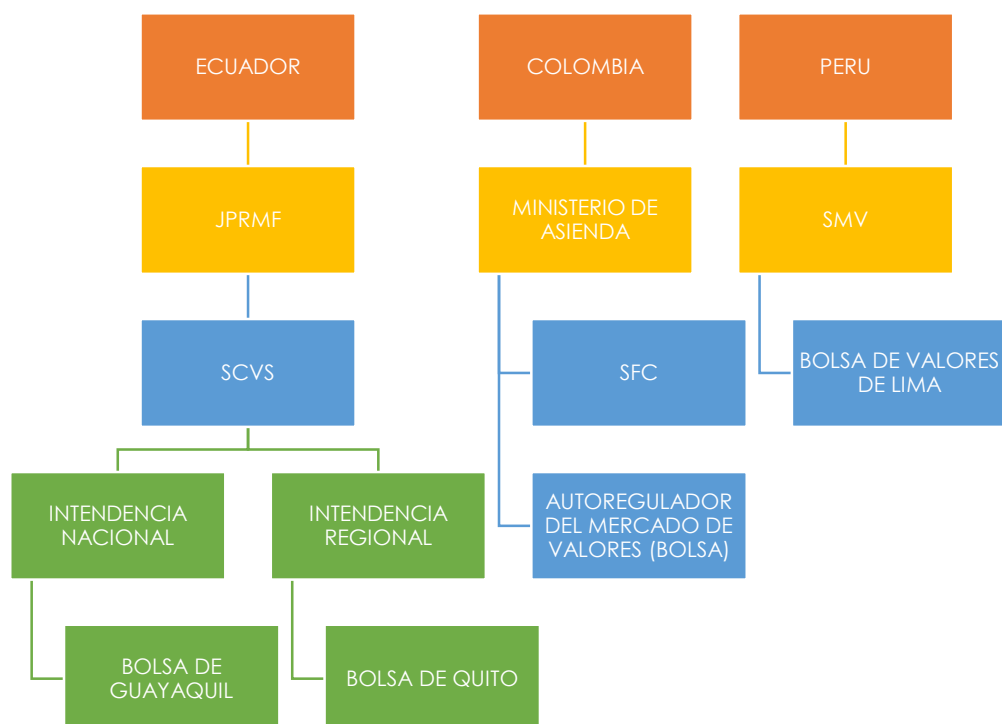 ECUADOR
COLOMBIA
PERU
JPRMF
MINISTERIO DE
ASIENDA
SMV
SCVS
SFC
BOLSA DE VALORES
DE LIMA
INTENDENCIA
NACIONAL
INTENDENCIA
REGIONAL
AUTOREGULADOR
DEL MERCADO DE
VALORES (BOLSA)
BOLSA DE
GUAYAQUIL
BOLSA DE QUITO